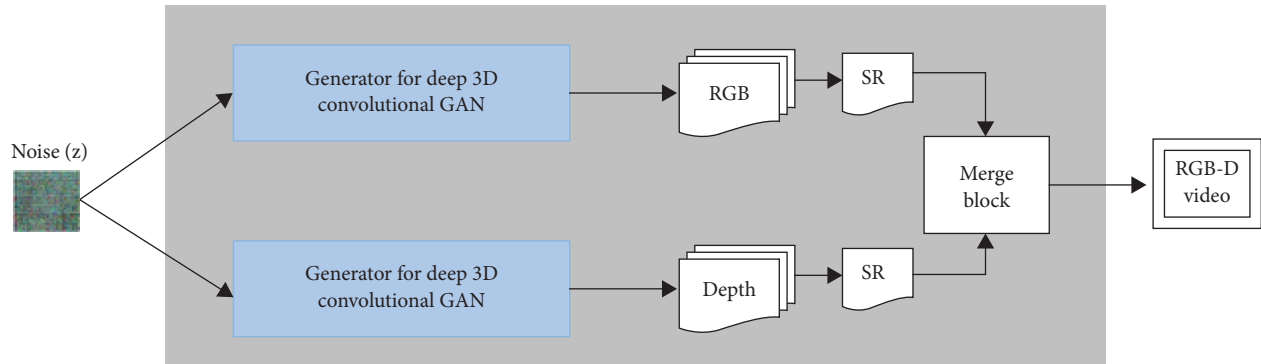 Noise (z)
Generator for deep 3D
convolutional GAN
RGB
SR
Generator for deep 3D
convolutional GAN
Depth
SR
Merge
block
RGB-D
video